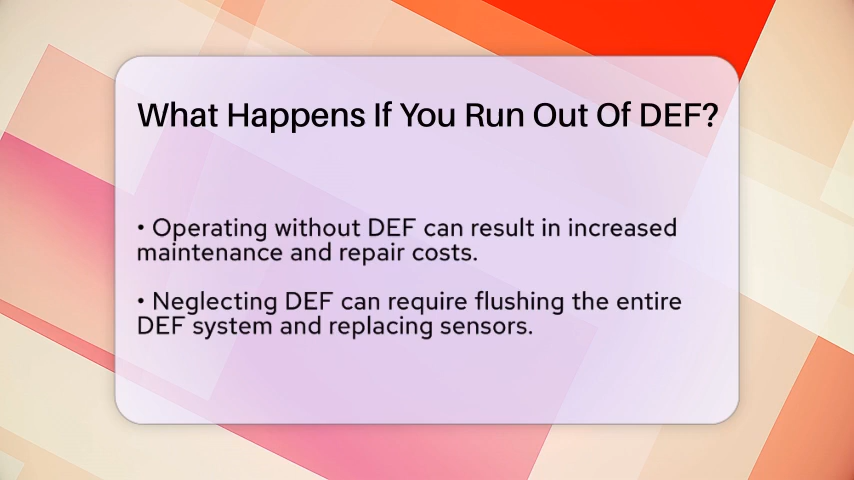 What Happens If You Run Out Of DEF?
• Operating without DEF can result in increased
maintenance and repair costs.
• Neglecting DEF can require flushing the entire
DEF system and replacing sensors.